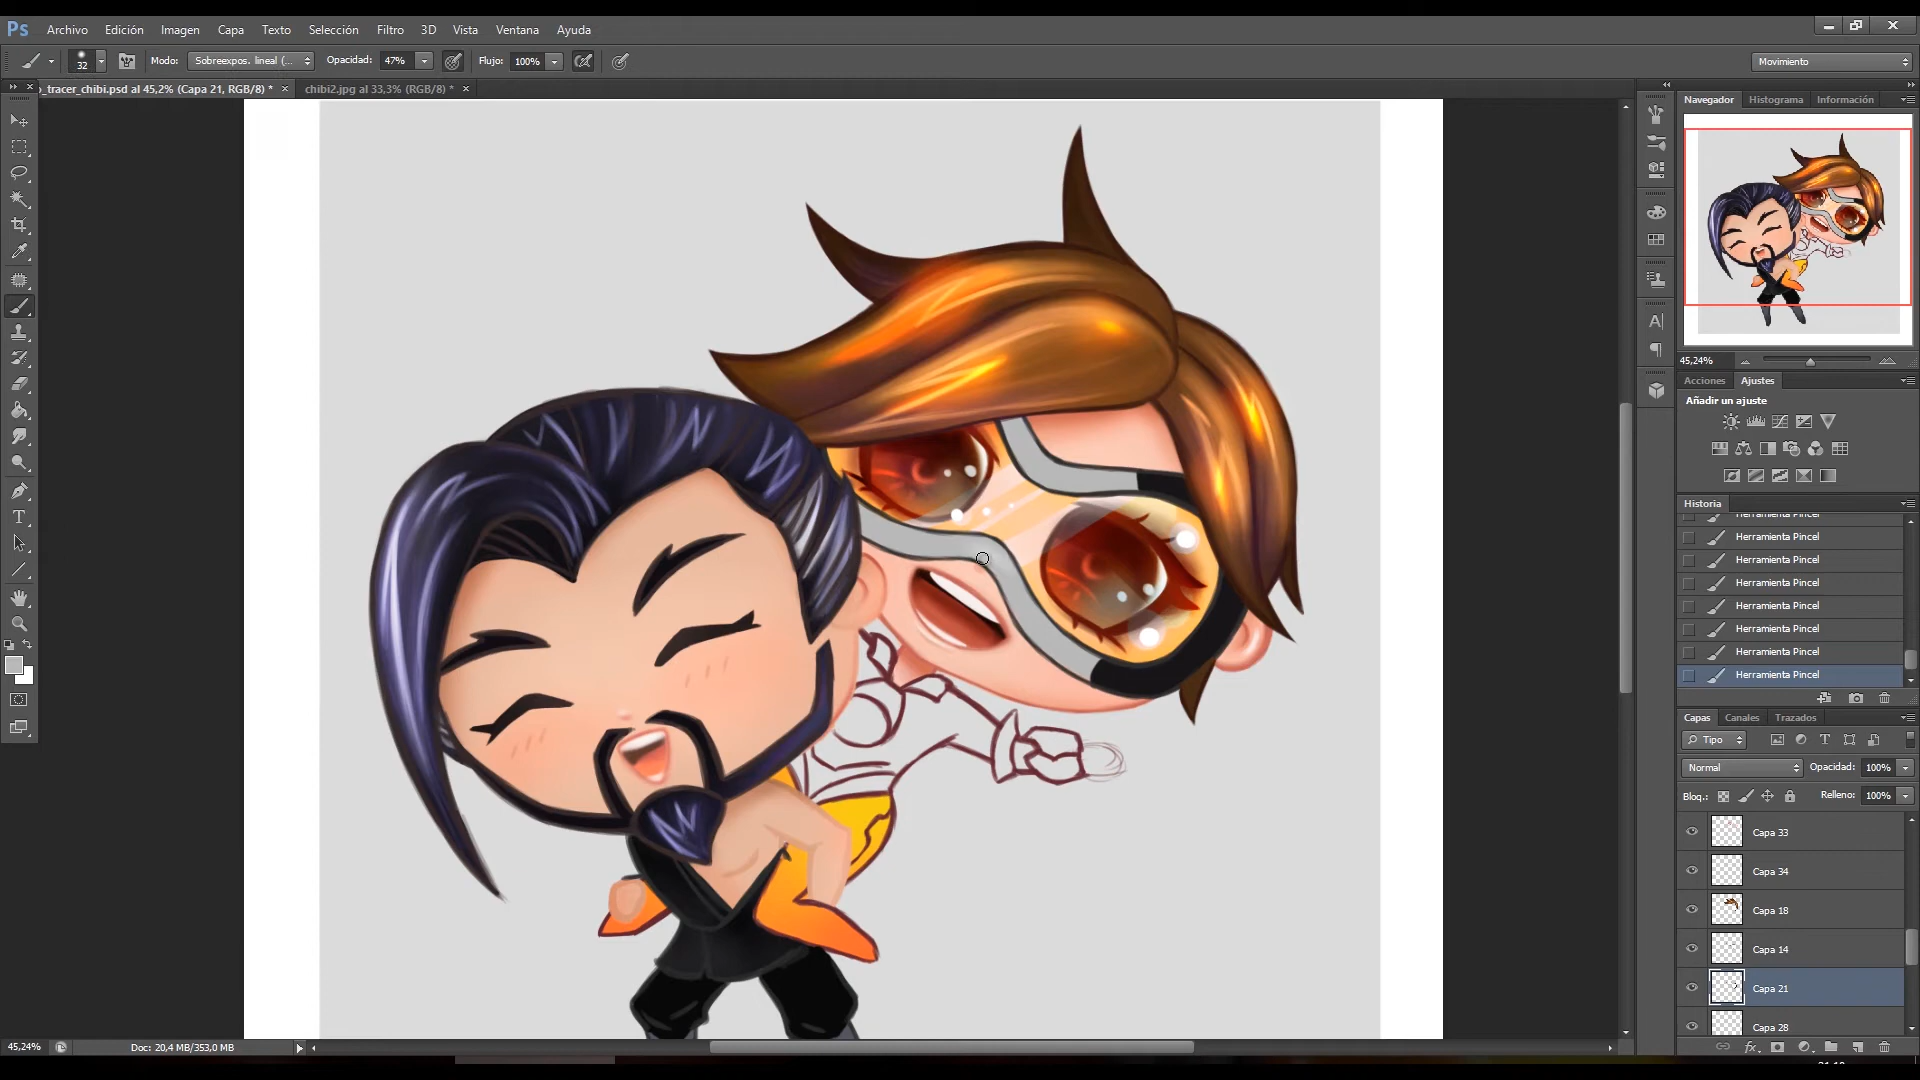 Ps Archivo Edición Imagen Capa Texto Selección Filtro 3D Vista Ventana Ayuda
32 Modo: Sobreexpos. lineal (... Opacidad: 47% Flujo: 100% Movimiento
o_tracer_chibi.psd al 45,2% (Capa 21, RGB/8) * × chibi2.jpg al 33,3% (RGB/8) * ×
Navegador Histograma Información
45,24%
Acciones Ajustes
Añadir un ajuste
Historia
Herramienta Pincel
Herramienta Pincel
Herramienta Pincel
Herramienta Pincel
Herramienta Pincel
Herramienta Pincel
Herramienta Pincel
Herramienta Pincel
Capas Canales Trazados
Tipo
Normal Opacidad: 100%
Bloq.: Relleno: 100%
Capa 33
Capa 34
Capa 18
Capa 14
Capa 21
Capa 28
45,24% Doc: 20,4 MB/353,0 MB